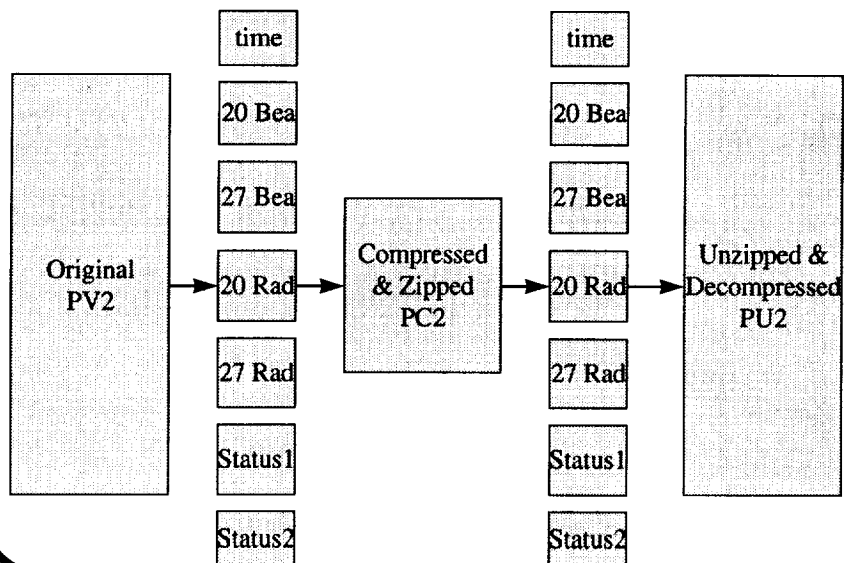 Original
PV2
time
20 Bea
27 Bea
20 Rad
27 Rad
Status1
Status2
Compressed
& Zipped
PC2
time
20 Bea
27 Bea
20 Rad
27 Rad
Status1
Status2
Unzipped &
Decompressed
PU2